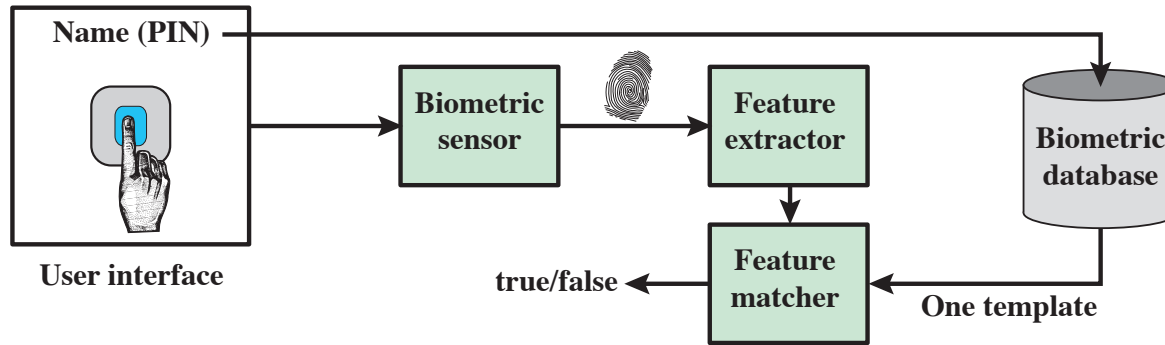 Name (PIN)
Biometric
sensor
Feature
extractor
Biometric
database
User interface
true/false
Feature
matcher
One template